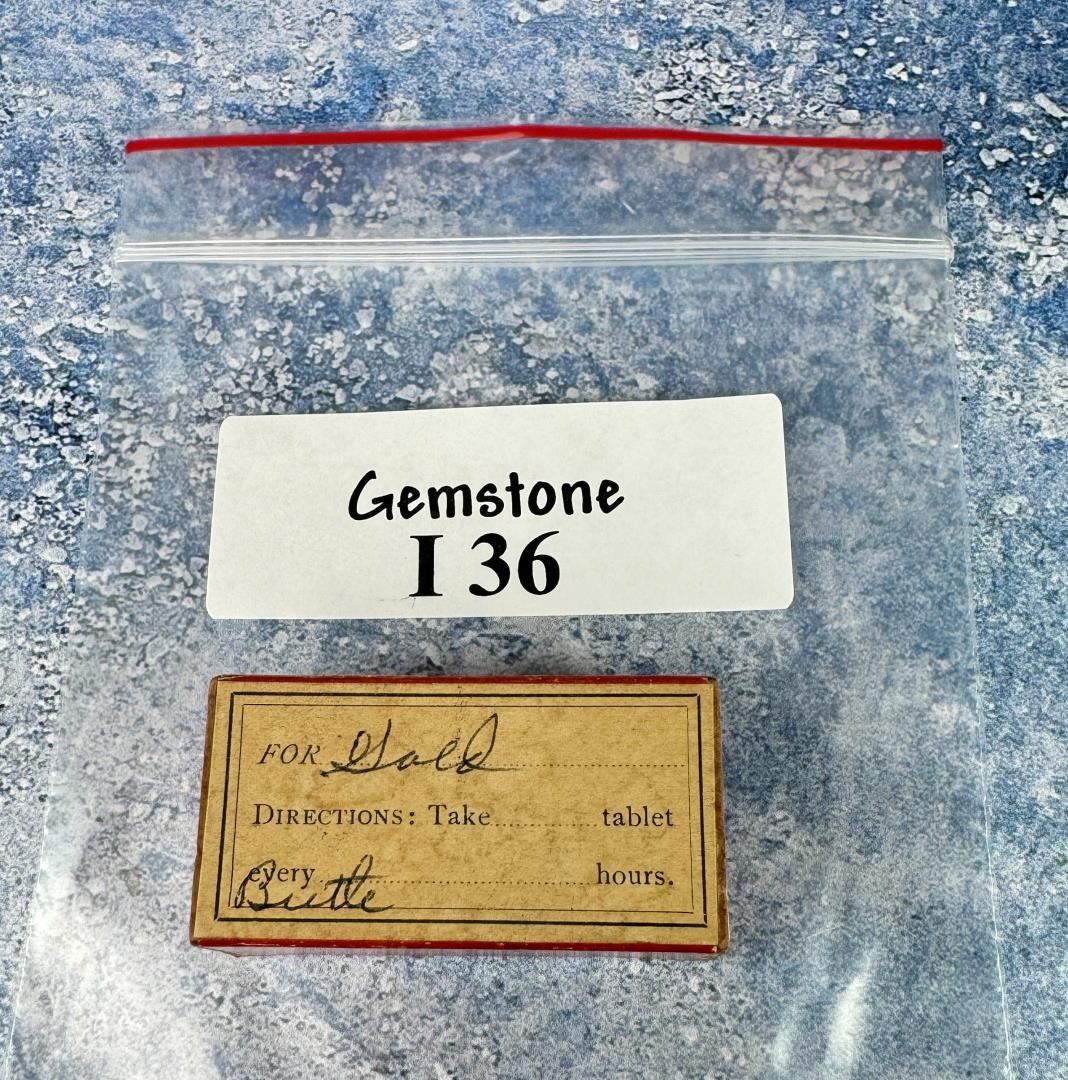 Gemstone
I 36
FOR Gold
DIRECTIONS: Take............tablet
every............hours.
Butte